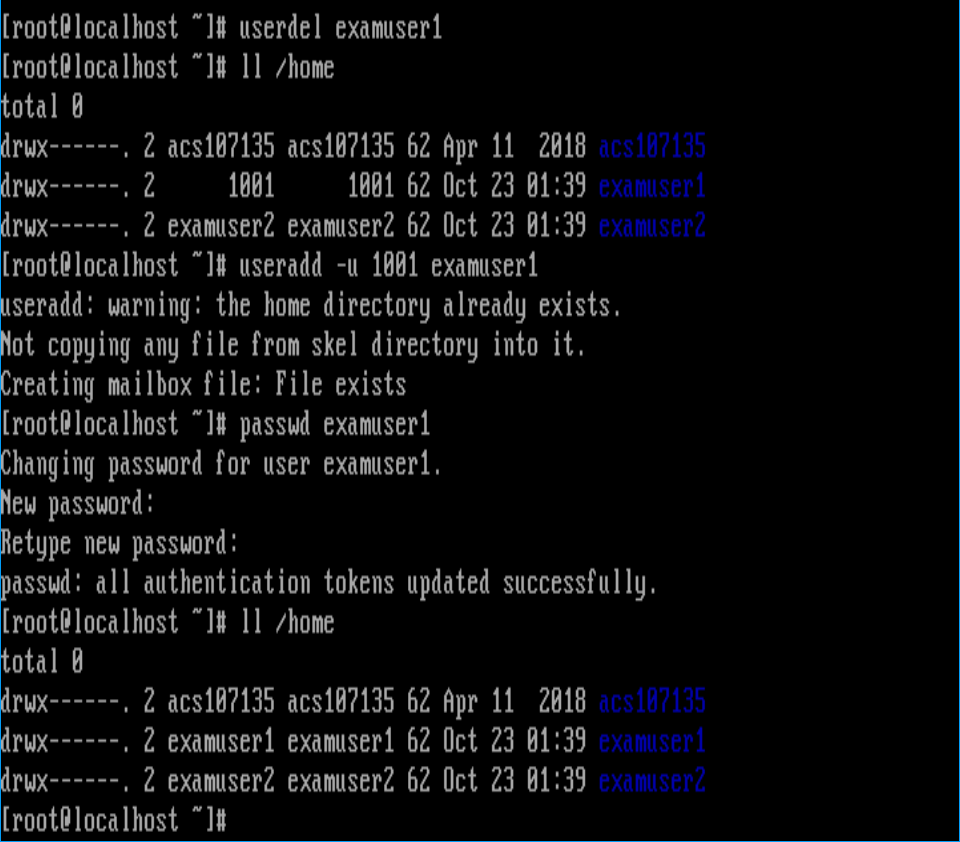 [root@localhost ~]# userdel examuser1
[root@localhost ~]# ll /home
total 0
drwx------. 2 acs107135 acs107135 62 Apr 11  2018 acs107135
drwx------. 2      1001      1001 62 Oct 23 01:39 examuser1
drwx------. 2 examuser2 examuser2 62 Oct 23 01:39 examuser2
[root@localhost ~]# useradd -u 1001 examuser1
useradd: warning: the home directory already exists.
Not copying any file from skel directory into it.
Creating mailbox file: File exists
[root@localhost ~]# passwd examuser1
Changing password for user examuser1.
New password:
Retype new password:
passwd: all authentication tokens updated successfully.
[root@localhost ~]# ll /home
total 0
drwx------. 2 acs107135 acs107135 62 Apr 11  2018 acs107135
drwx------. 2 examuser1 examuser1 62 Oct 23 01:39 examuser1
drwx------. 2 examuser2 examuser2 62 Oct 23 01:39 examuser2
[root@localhost ~]#